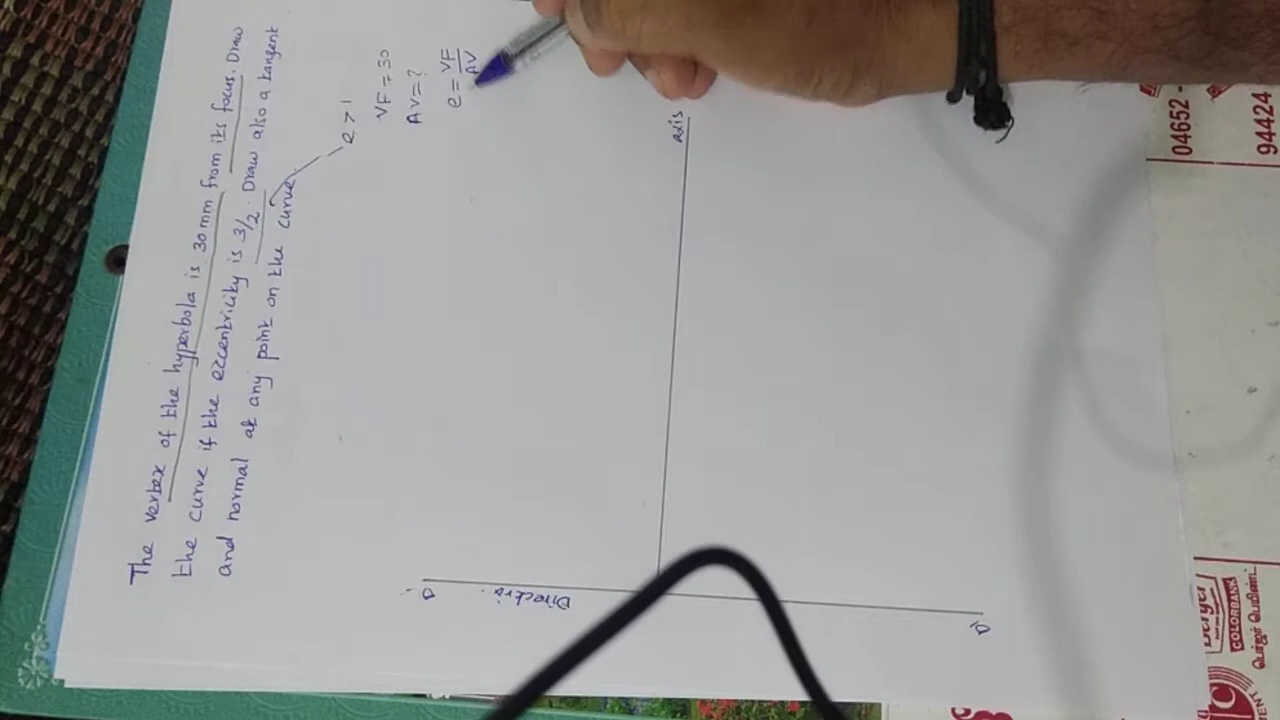 The vertex of the hyperbola is 30 mm from its focus. Draw
the curve if the eccentricity is 3/2. Draw also a tangent
and normal at any point on the curve
e > 1
VF = 30
AV = ?
e = VF/AV
axis
D
Directrix
D'
04652 -
94424
Berger
COLORBANK